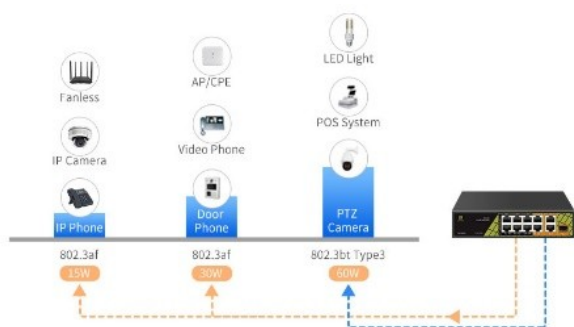 LED Light
AP/CPE
Fanless
POS System
Video Phone
IP Camera
IP Phone
Door
Phone
PTZ
Camera
802.3af
802.3af
802.3bt Type3
15W
30W
60W